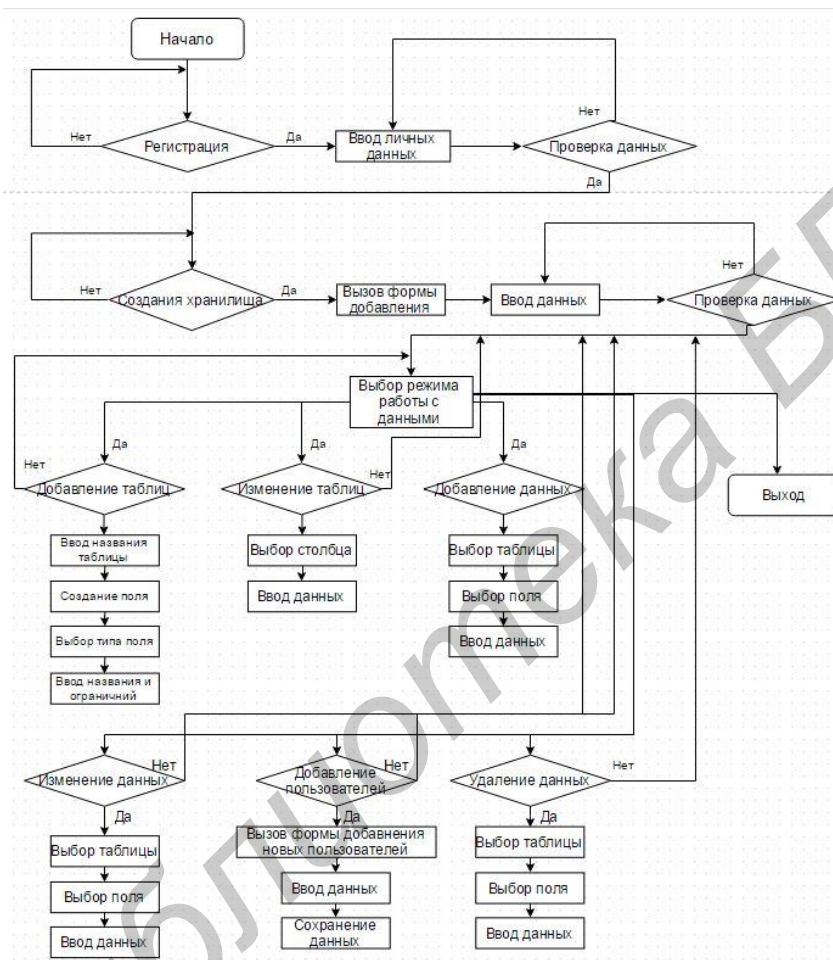 Начало
Нет
Регистрация
Да
Ввод личных
данных
Нет
Проверка данных
Да
Нет
Создания хранилища
Да
Вызов формы
добавления
Ввод данных
Нет
Проверка данных
Выбор режима
работы с
данными
Да
Да
Да
Нет
Добавление таблиц
Изменение таблиц
Нет
Добавление данных
Выход
Ввод названия
таблицы
Выбор столбца
Выбор таблицы
Создание поля
Ввод данных
Выбор поля
Выбор типа поля
Ввод данных
Ввод названия и
ограничний
Изменение данных
Нет
Добавление
пользователей
Нет
Удаление данных
Нет
Да
Да
Да
Выбор таблицы
Вызов формы добавнения
новых пользователей
Выбор таблицы
Выбор поля
Ввод данных
Выбор поля
Ввод данных
Сохранение
данных
Ввод данных